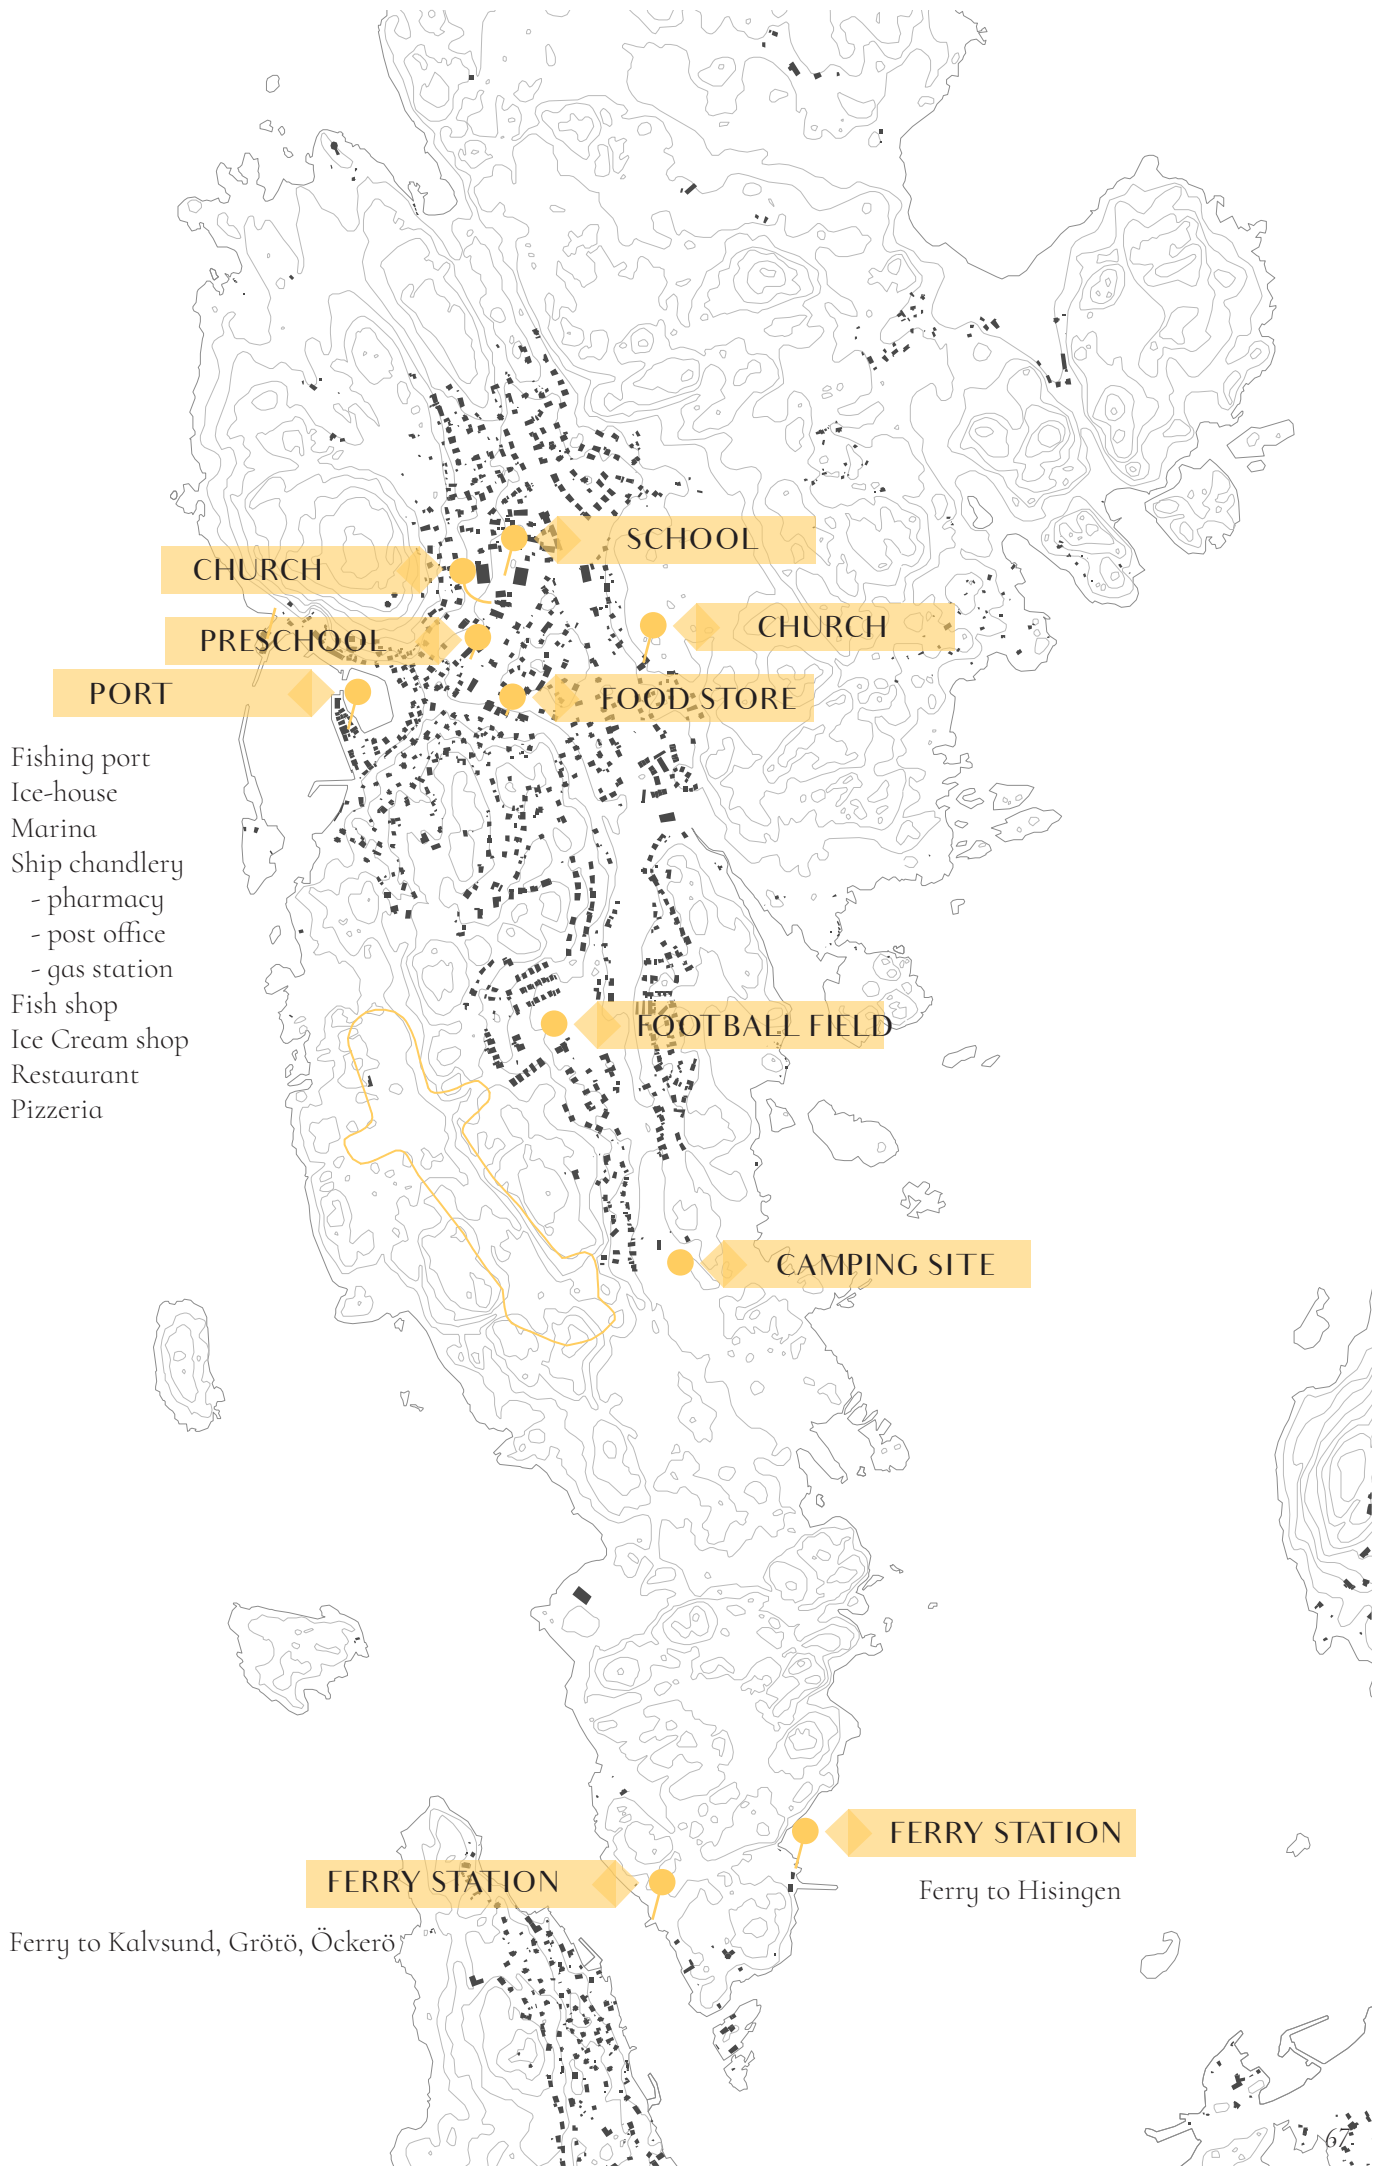 SCHOOL
CHURCH
CHURCH
PRESCHOOL
PORT
FOOD STORE
Fishing port
Ice-house
Marina
Ship chandlery
- pharmacy
- post office
- gas station
Fish shop
Ice Cream shop
Restaurant
Pizzeria
FOOTBALL FIELD
CAMPING SITE
FERRY STATION
Ferry to Hisingen
FERRY STATION
Ferry to Kalvsund, Grötö, Öckerö
67